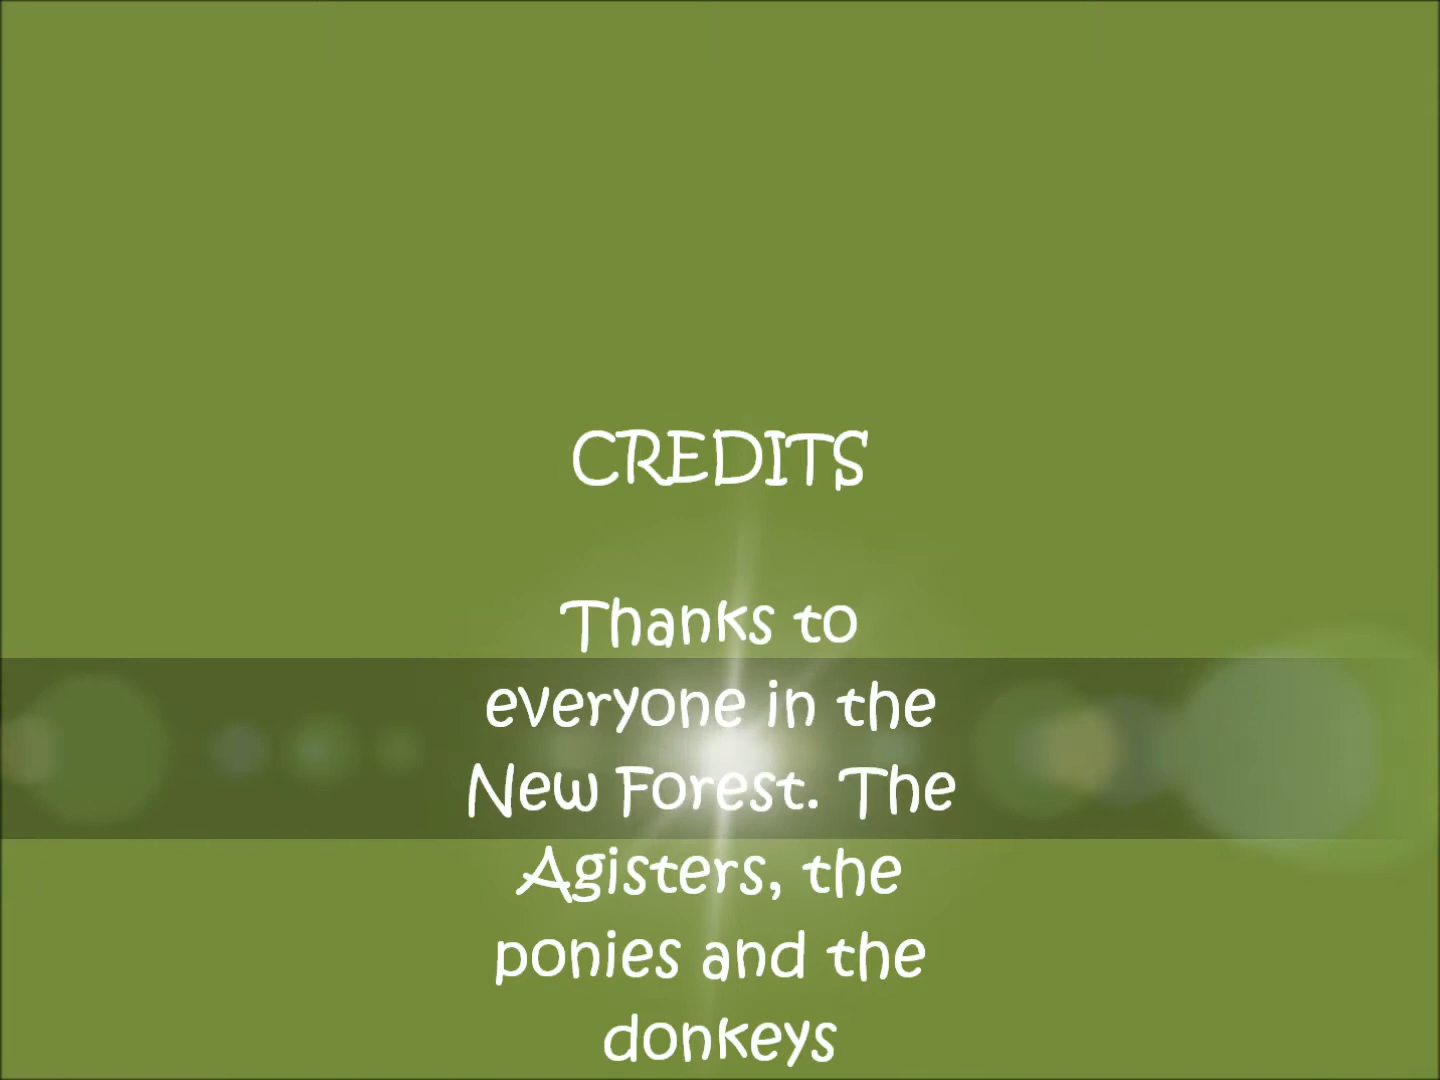 CREDITS
Thanks to
everyone in the
New Forest. The
Agisters, the
ponies and the
donkeys